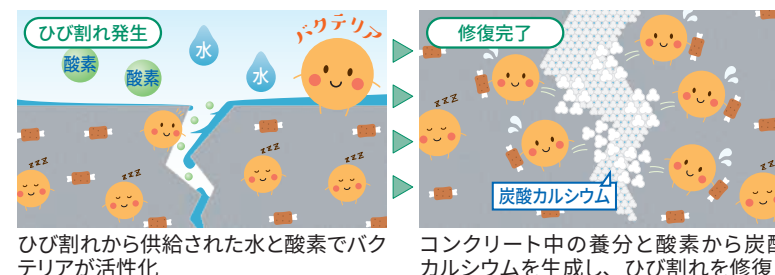 ひび割れ発生
酸素
酸素
水
水
バクテリア
zzz
zzz
zzz
zzz
ひび割れから供給された水と酸素でバク
テリアが活性化
修復完了
zzz
zzz
炭酸カルシウム
コンクリート中の養分と酸素から炭酸
カルシウムを生成し、ひび割れを修復